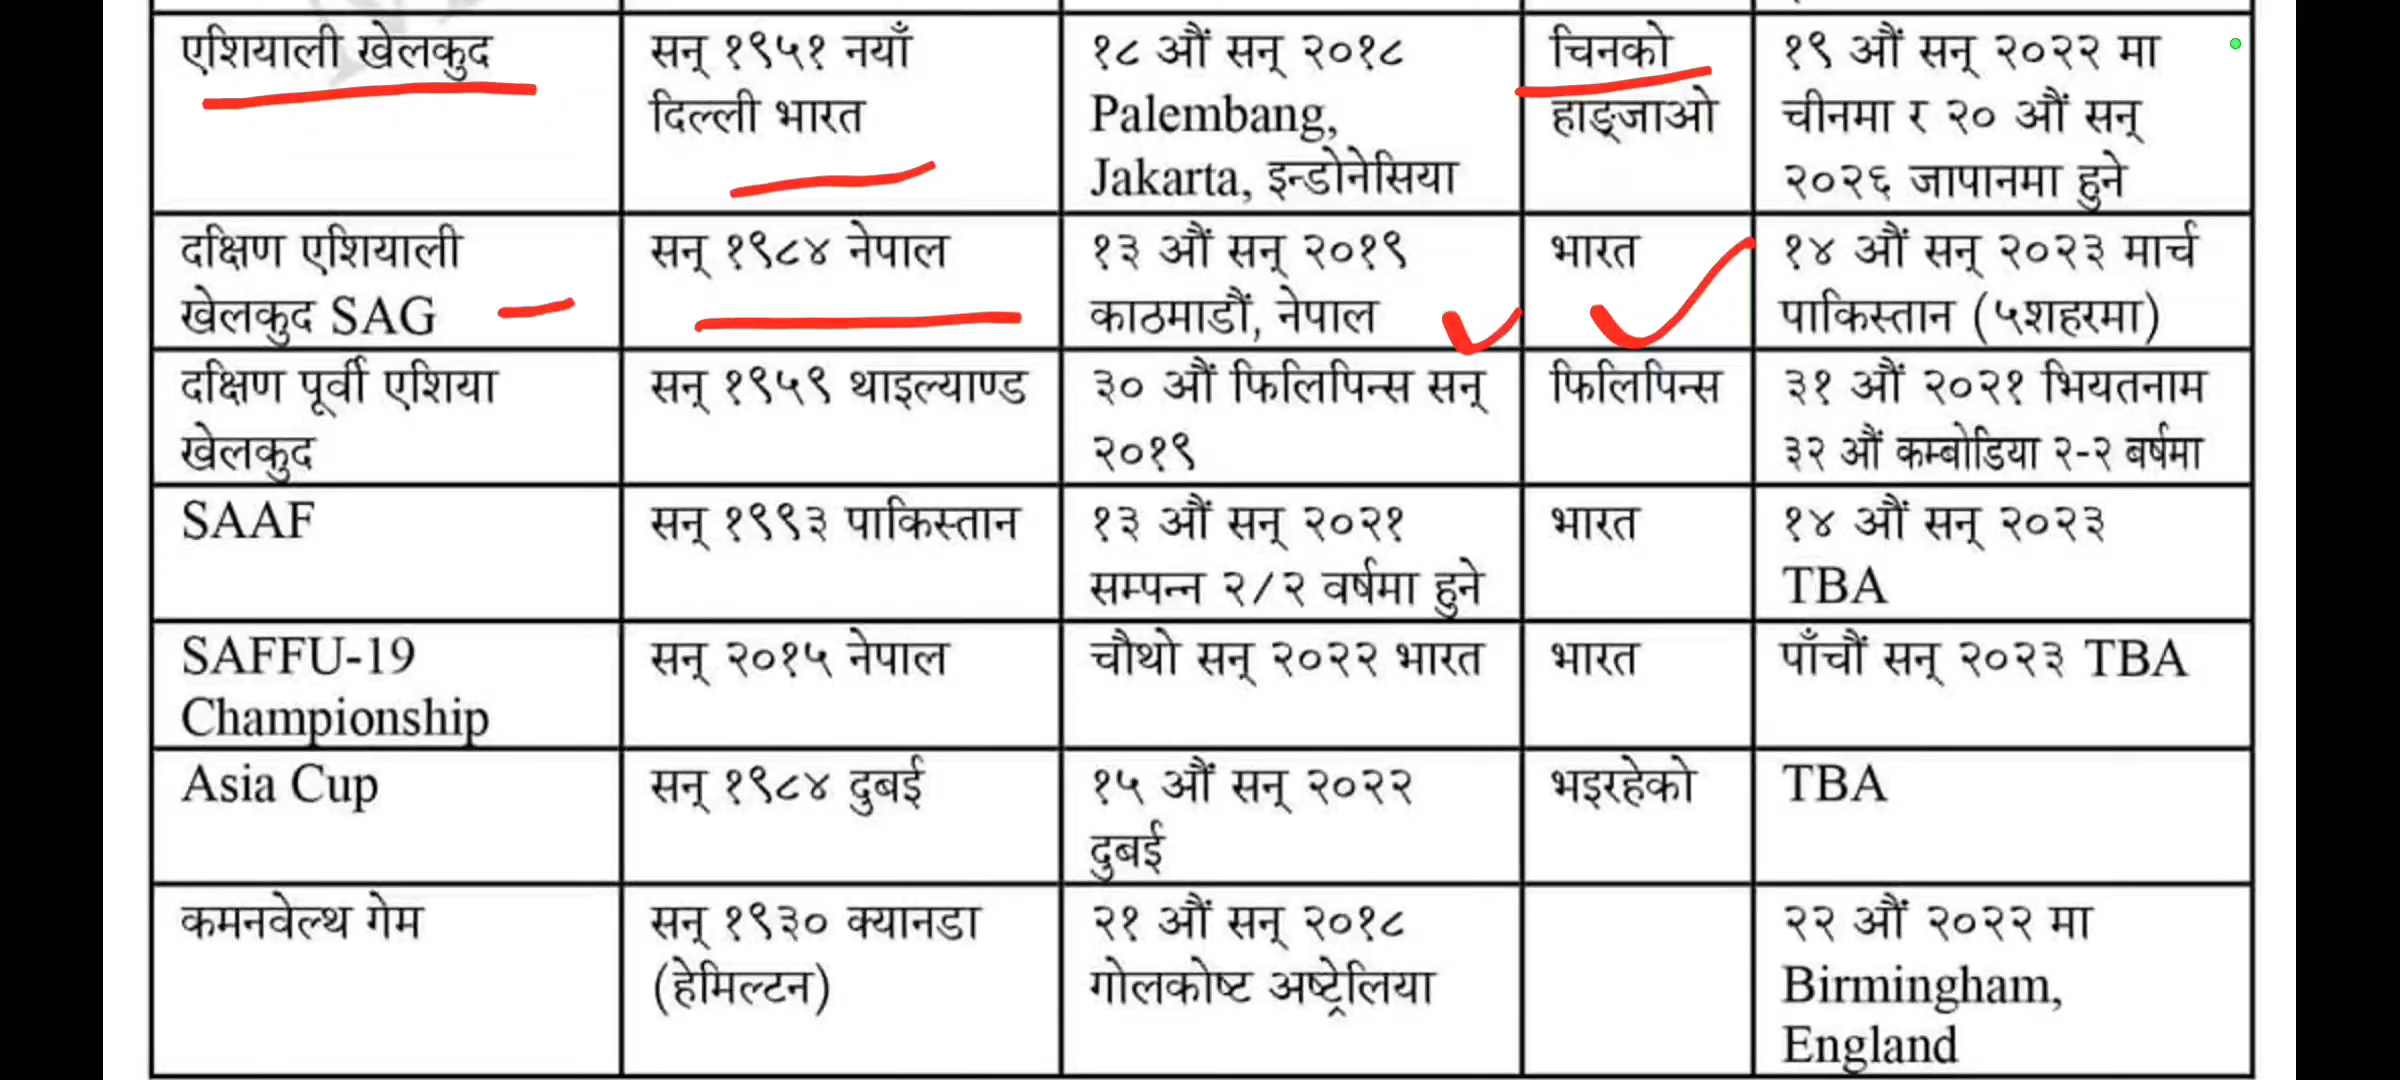 एशियाली खेलकुद
सन् १९५१ नयाँ
दिल्ली भारत
१८ औं सन् २०१८
Palembang,
Jakarta, इन्डोनेसिया
चिनको
हाङ्जाओ
१९ औं सन् २०२२ मा
चीनमा र २० औं सन्
२०२६ जापानमा हुने
दक्षिण एशियाली
खेलकुद SAG
सन् १९८४ नेपाल
१३ औं सन् २०१९
काठमाडौं, नेपाल
भारत
१४ औं सन् २०२३ मार्च
पाकिस्तान (५शहरमा)
दक्षिण पूर्वी एशिया
खेलकुद
सन् १९५९ थाइल्याण्ड
३० औं फिलिपिन्स सन्
२०१९
फिलिपिन्स
३१ औं २०२१ भियतनाम
३२ औं कम्बोडिया २-२ बर्षमा
SAAF
सन् १९९३ पाकिस्तान
१३ औं सन् २०२१
सम्पन्न २/२ वर्षमा हुने
भारत
१४ औं सन् २०२३
TBA
SAFFU-19
Championship
सन् २०१५ नेपाल
चौथो सन् २०२२ भारत
भारत
पाँचौं सन् २०२३ TBA
Asia Cup
सन् १९८४ दुबई
१५ औं सन् २०२२
दुबई
भइरहेको
TBA
कमनवेल्थ गेम
सन् १९३० क्यानडा
(हेमिल्टन)
२१ औं सन् २०१८
गोलकोष्ट अष्ट्रेलिया
२२ औं २०२२ मा
Birmingham,
England